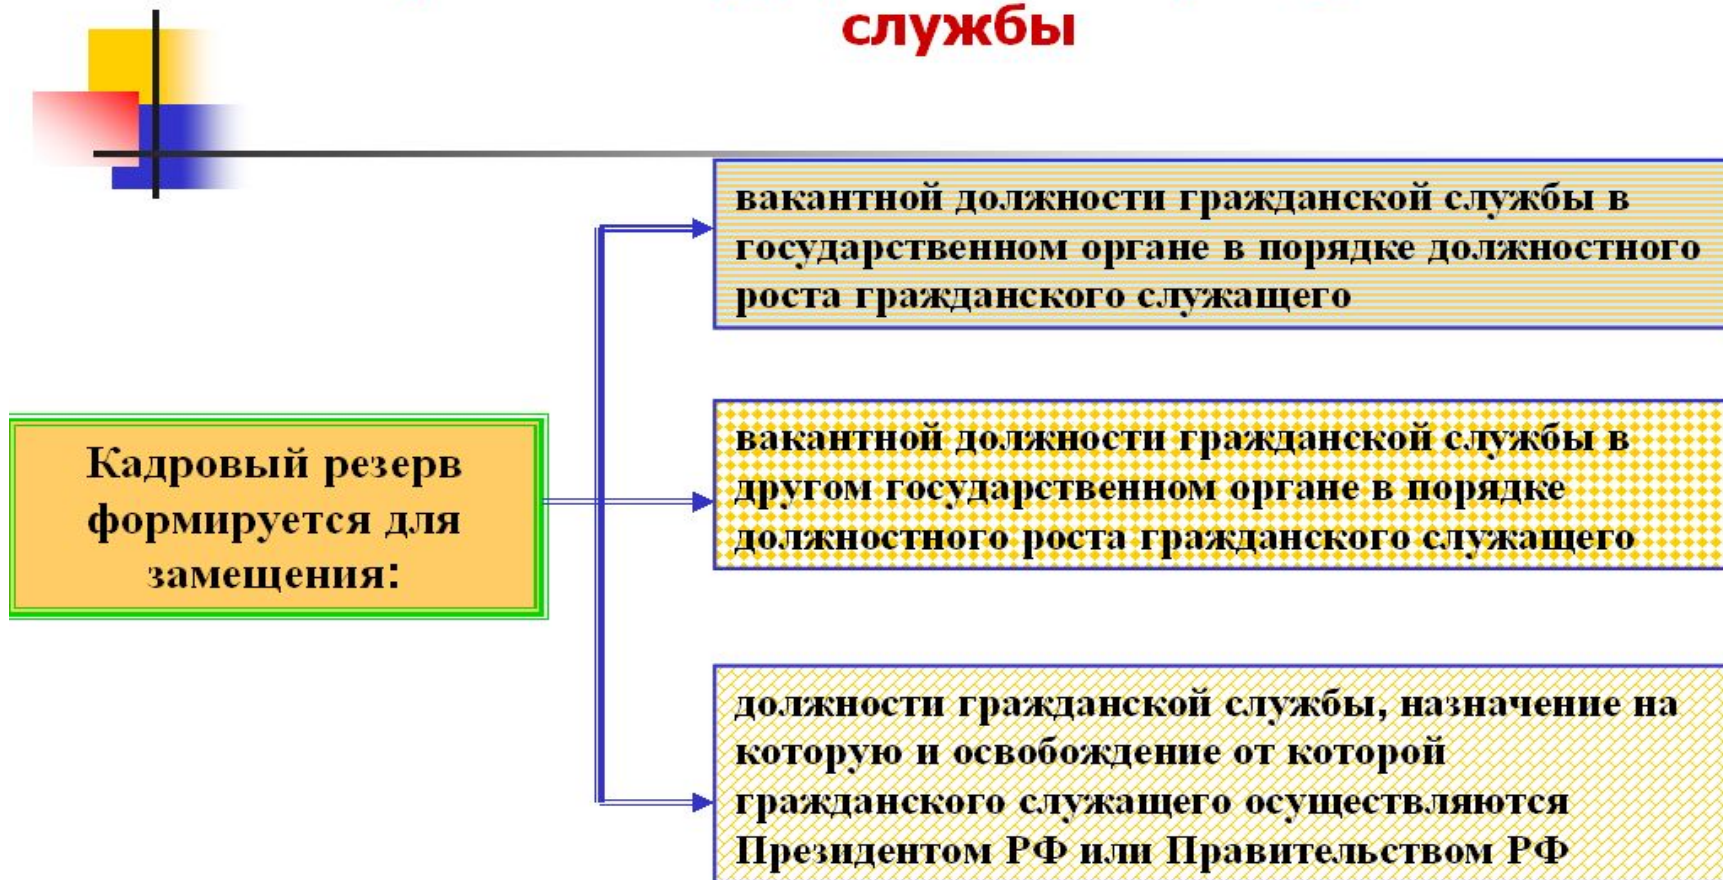 службы
вакантной должности гражданской службы в
государственном органе в порядке должностного
роста гражданского служащего
Кадровый резерв
формируется для
замещения:
вакантной должности гражданской службы в
другом государственном органе в порядке
должностного роста гражданского служащего
должности гражданской службы, назначение на
которую и освобождение от которой
гражданского служащего осуществляются
Президентом РФ или Правительством РФ